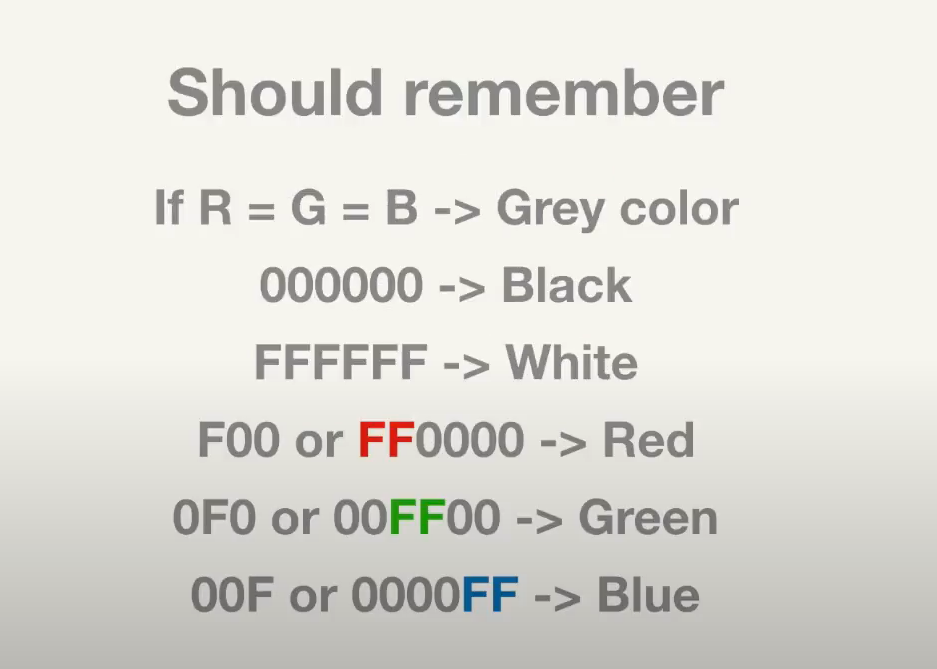 Should remember
If R = G = B -> Grey color
000000 -> Black
FFFFFF -> White
F00 or FF0000 -> Red
0F0 or 00FF00 -> Green
00F or 0000FF -> Blue